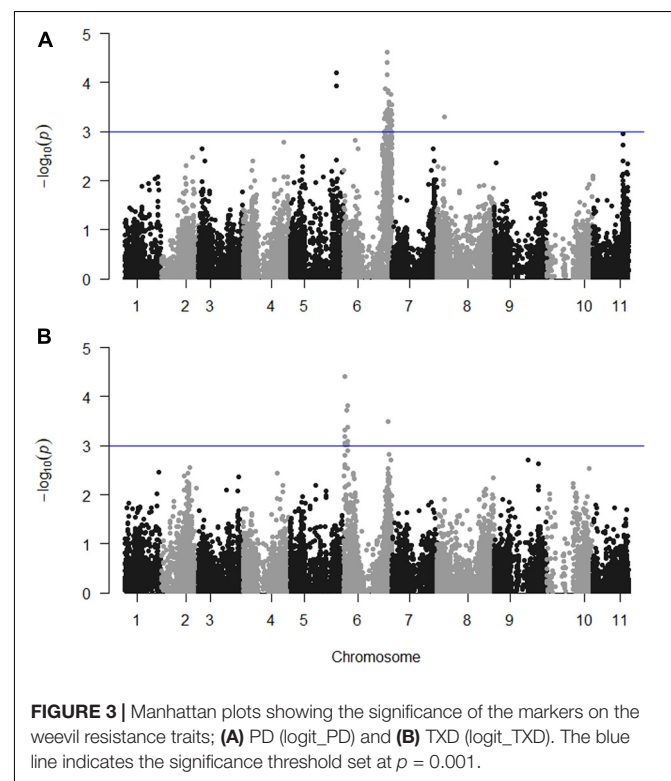 A
5
4
3
2
1
0
−log10(p)
1 2 3 4 5 6 7 8 9 10 11
B
5
4
3
2
1
0
−log10(p)
1 2 3 4 5 6 7 8 9 10 11
Chromosome
FIGURE 3 | Manhattan plots showing the significance of the markers on the
weevil resistance traits; (A) PD (logit_PD) and (B) TXD (logit_TXD). The blue
line indicates the significance threshold set at p = 0.001.